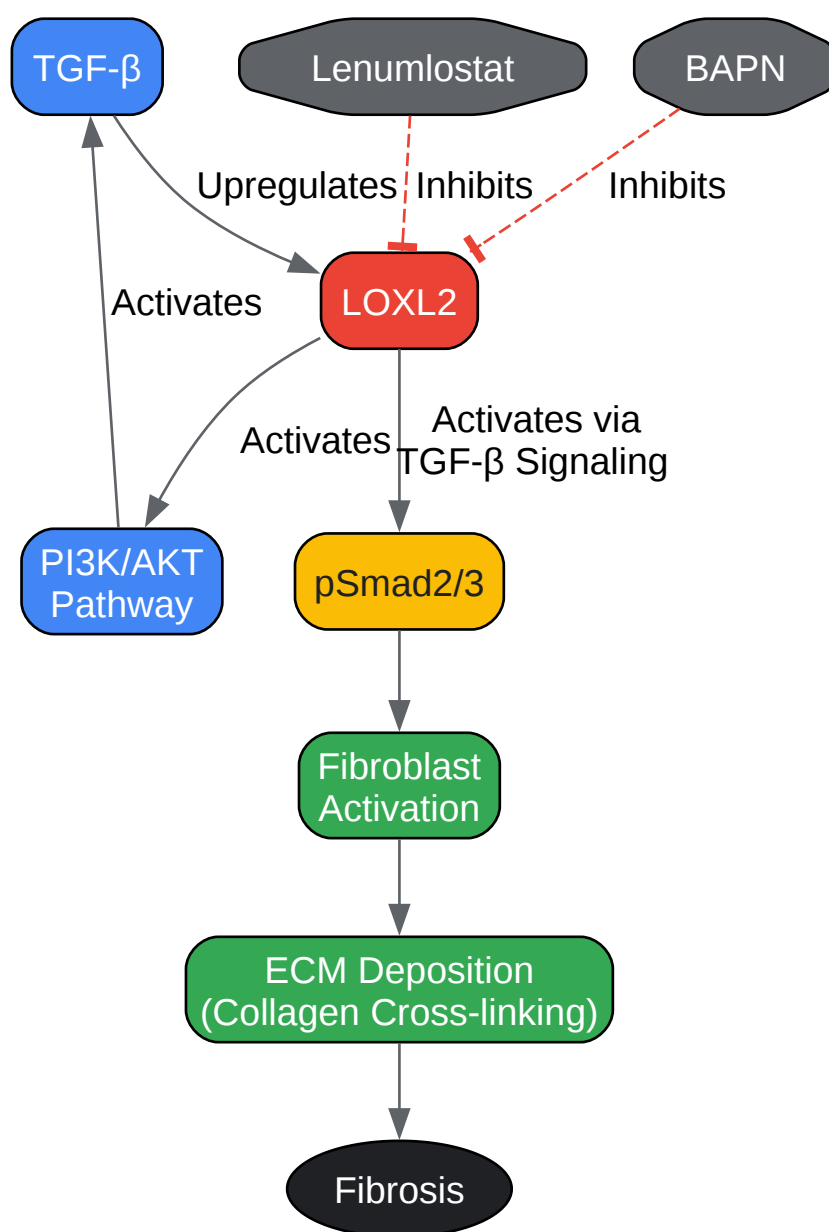 TGF-β
Lenumlostat
BAPN
Upregulates
Inhibits
Inhibits
Activates
LOXL2
Activates
Activates via
TGF-β Signaling
PI3K/AKT
Pathway
pSmad2/3
Fibroblast
Activation
ECM Deposition
(Collagen Cross-linking)
Fibrosis